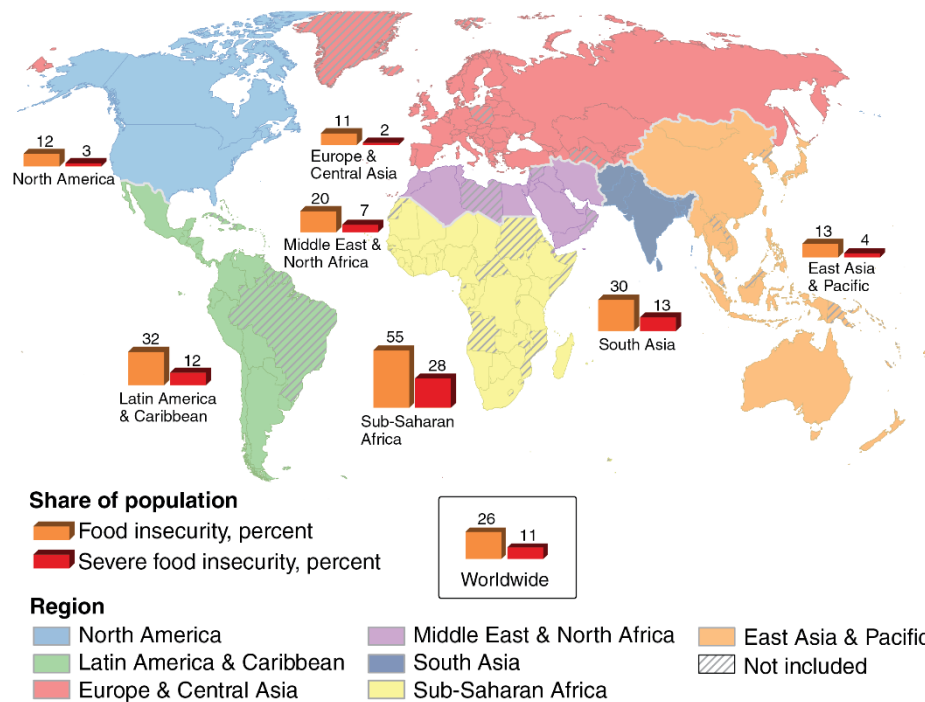 12
3
North America
11
2
Europe &
Central Asia
20
7
Middle East &
North Africa
13
4
East Asia
& Pacific
30
13
South Asia
32
12
Latin America
& Caribbean
55
28
Sub-Saharan
Africa
Share of population
Food insecurity, percent
Severe food insecurity, percent
26
11
Worldwide
Region
North America
Latin America & Caribbean
Europe & Central Asia
Middle East & North Africa
South Asia
Sub-Saharan Africa
East Asia & Pacific
Not included